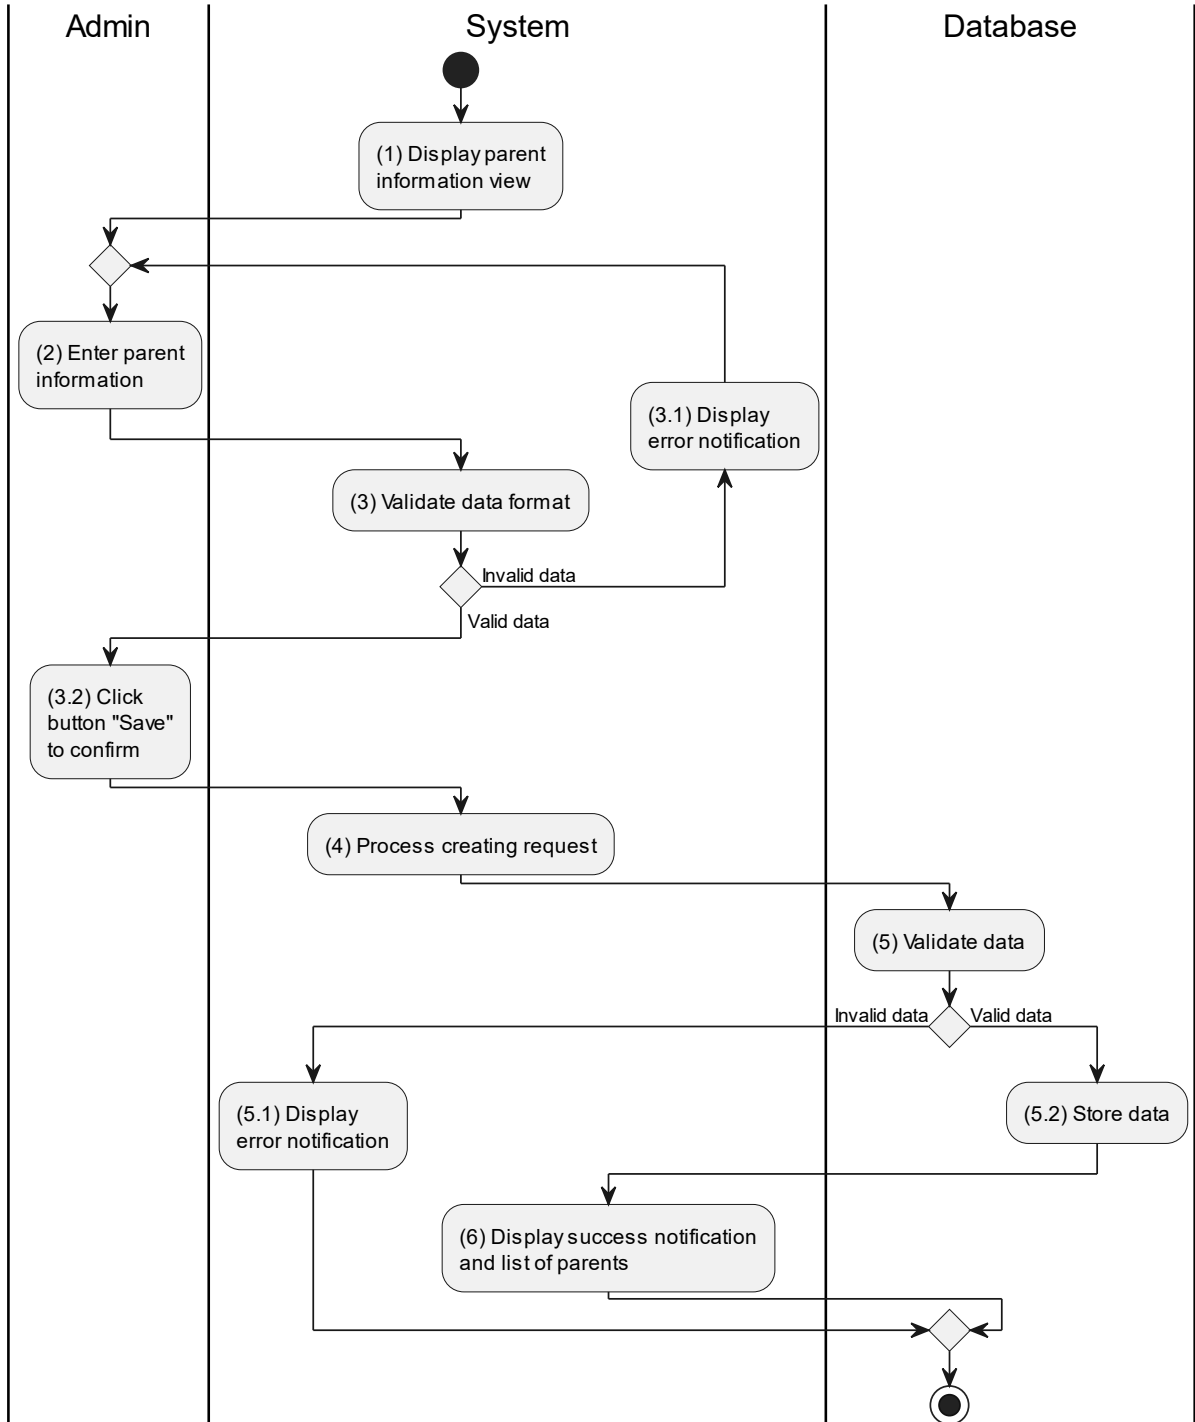 Admin
System
Database
(1) Display parent
information view
(2) Enter parent
information
(3.1) Display
error notification
(3) Validate data format
Invalid data
Valid data
(3.2) Click
button "Save"
to confirm
(4) Process creating request
(5) Validate data
Invalid data
Valid data
(5.1) Display
error notification
(5.2) Store data
(6) Display success notification
and list of parents